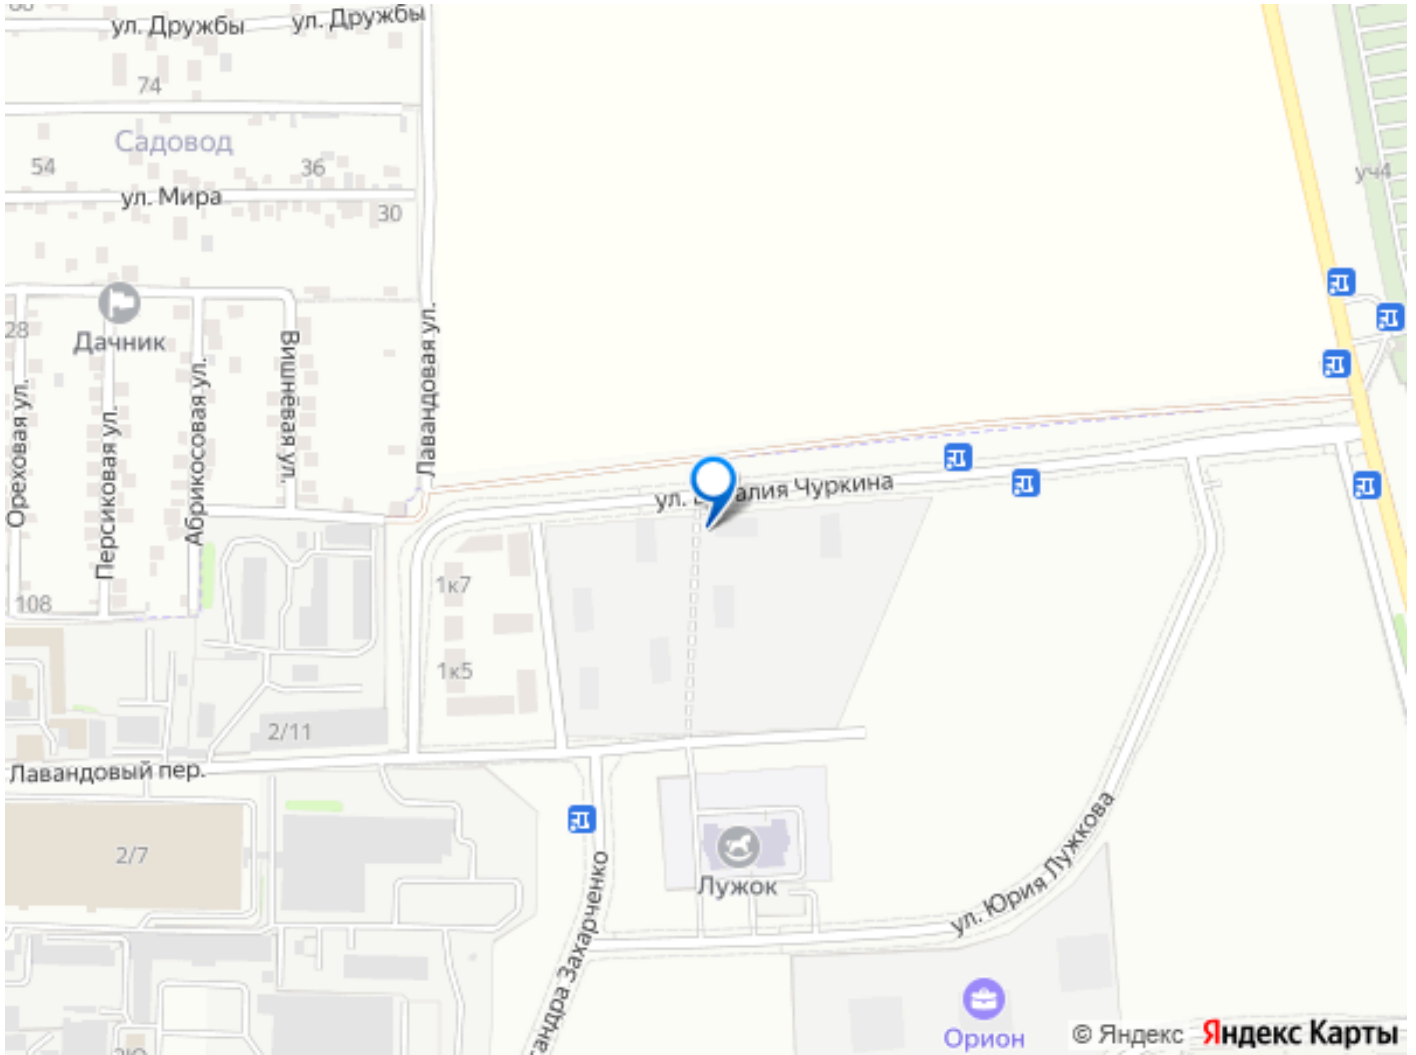 ул. Дружбы
ул. Дружбы
74
Садовод
54
36
уч4
ул. Мира
30
28
Дачник
Вишнёвая ул.
Лавандовая ул.
Абрикосовая ул.
Персиковая ул.
Ореховая ул.
ул.
алия Чуркина
1к7
108
1к5
2/11
Лавандовый пер.
2/7
Лужок
ул. Юрия Лужкова
сандра Захарченко
Орион
© Яндекс Яндекс Карты